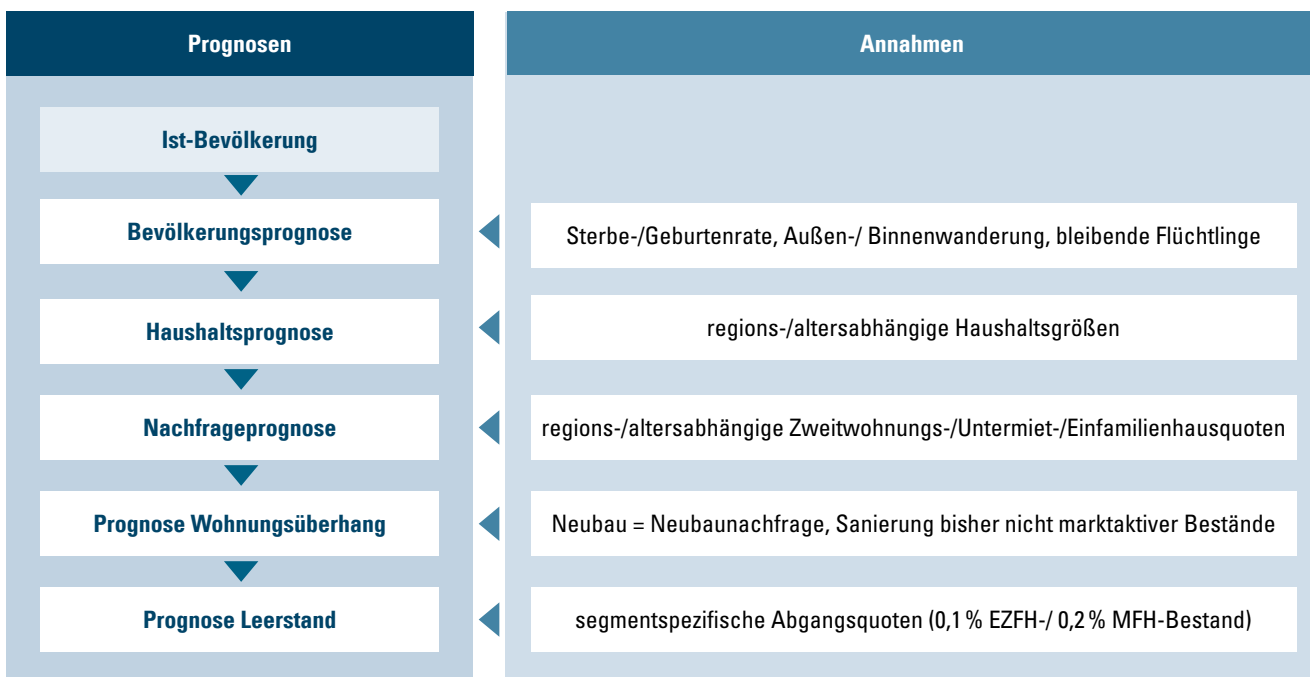 Prognosen
Annahmen
Ist-Bevölkerung
Bevölkerungsprognose
Sterbe-/Geburtenrate, Außen-/ Binnenwanderung, bleibende Flüchtlinge
Haushaltsprognose
regions-/altersabhängige Haushaltsgrößen
Nachfrageprognose
regions-/altersabhängige Zweitwohnungs-/Untermiet-/Einfamilienhausquoten
Prognose Wohnungsüberhang
Neubau = Neubaunachfrage, Sanierung bisher nicht marktaktiver Bestände
Prognose Leerstand
segmentspezifische Abgangsquoten (0,1 % EZFH-/ 0,2 % MFH-Bestand)